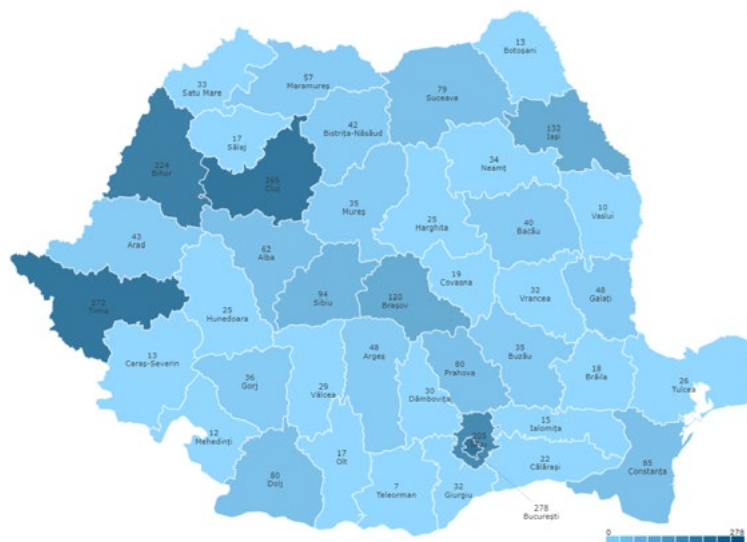 13
Botoșani
33
Satu Mare
57
Maramureș
79
Suceava
132
Iași
17
Sălaj
42
Bistrița-Năsăud
34
Neamț
224
Bihor
Cluj
35
Mureș
25
Harghita
40
Bacău
10
Vaslui
43
Arad
62
Alba
94
Sibiu
120
Brașov
19
Covasna
32
Vrancea
48
Galați
272
Timiș
25
Hunedoara
13
Caraș-Severin
36
Gorj
29
Vâlcea
48
Argeș
30
Dâmbovița
80
Prahova
35
Buzău
18
Brăila
26
Tulcea
12
Mehedinți
80
Dolj
17
Olt
7
Teleorman
32
Giurgiu
205
15
Ialomița
22
Călărași
85
Constanța
278
București
0
278